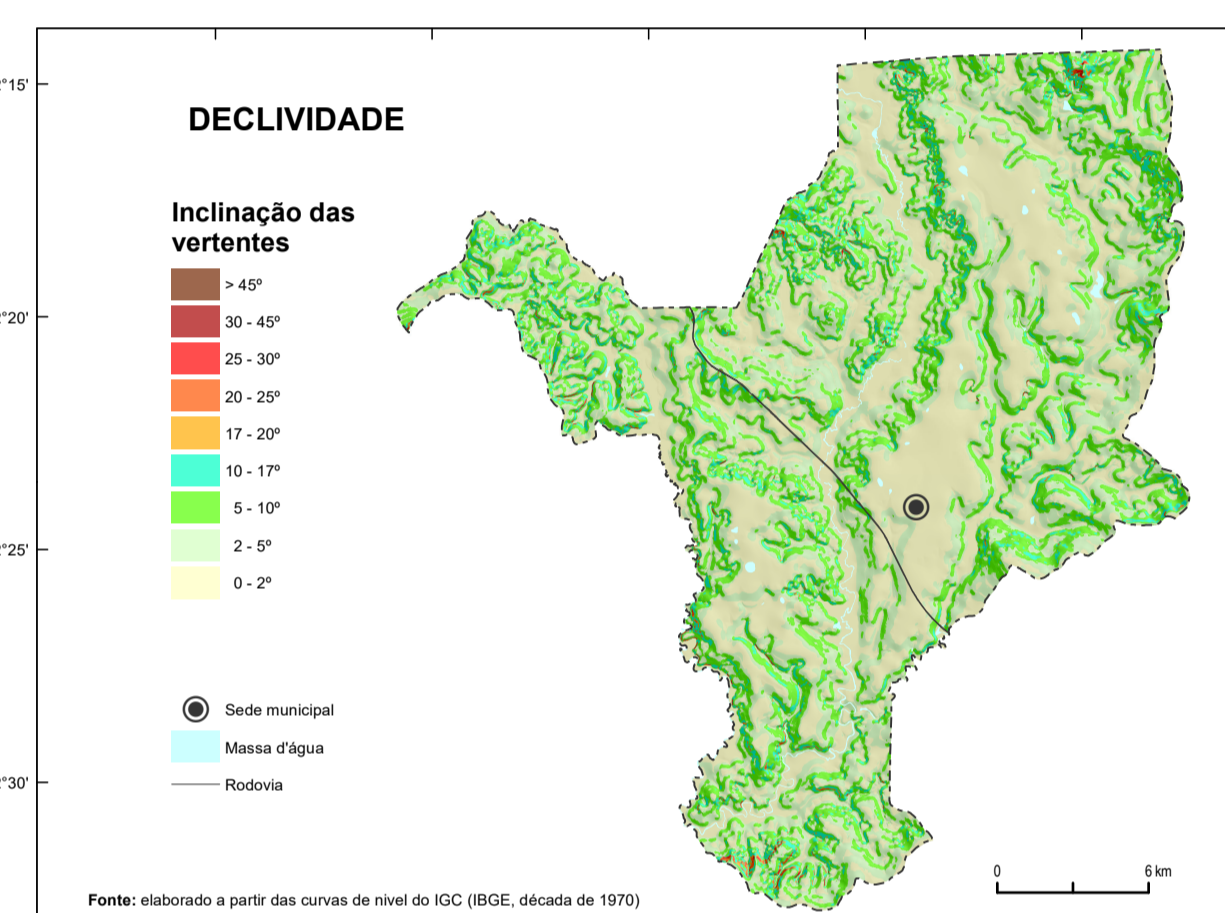 DECLIVIDADE
Inclinação das
vertentes
> 45º
30 - 45º
25 - 30º
20 - 25º
17 - 20º
10 - 17º
5 - 10º
2 - 5º
0 - 2º
Sede municipal
Massa d'água
Rodovia
°15'
°20'
°25'
°30'
0 6 km
Fonte: elaborado a partir das curvas de nivel do IGC (IBGE, década de 1970)